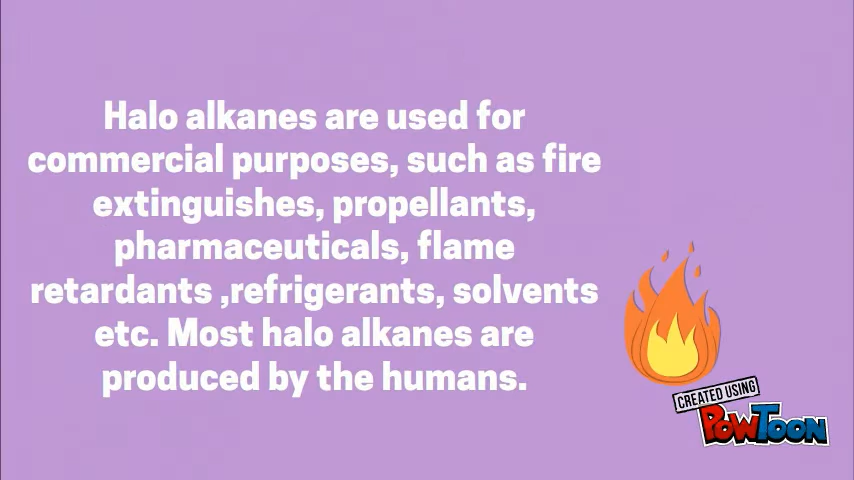 Halo alkanes are used for
commercial purposes, such as fire
extinguishes, propellants,
pharmaceuticals, flame
retardants ,refrigerants, solvents
etc. Most halo alkanes are
produced by the humans.
CREATED USING
POWTOON